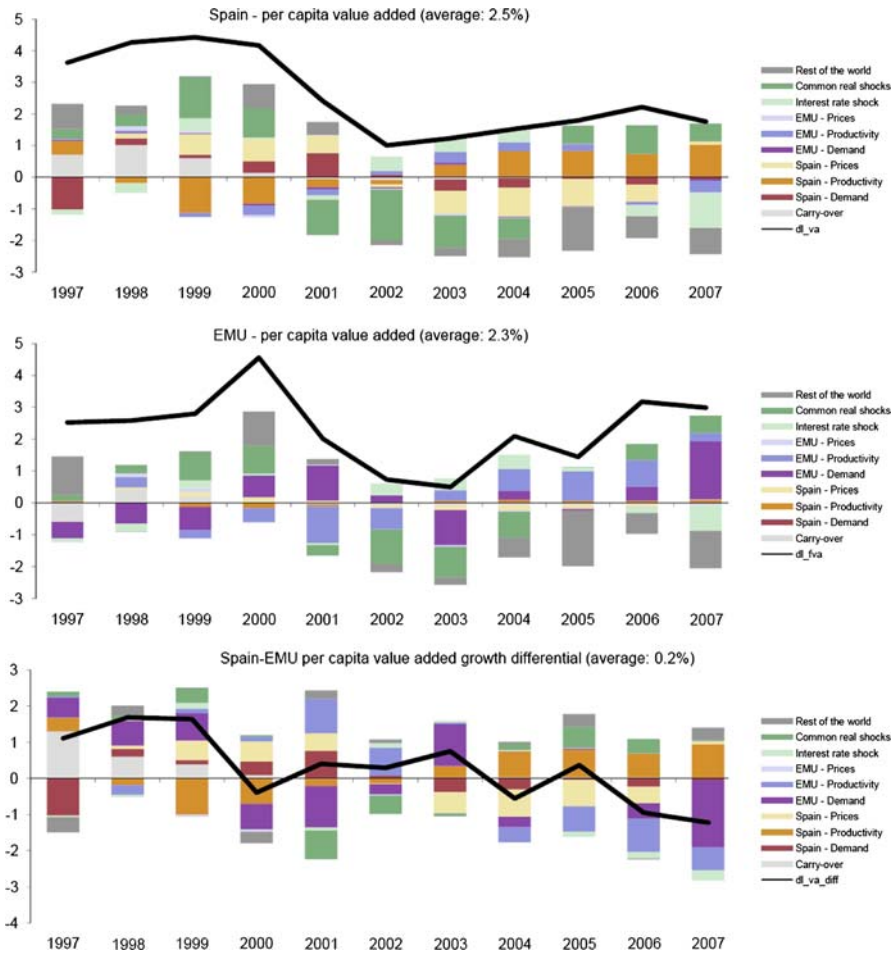 Spain - per capita value added (average: 2.5%)
5
4
3
2
1
0
-1
-2
-3
1997 1998 1999 2000 2001 2002 2003 2004 2005 2006 2007
Rest of the world
Common real shocks
Interest rate shock
EMU - Prices
EMU - Productivity
EMU - Demand
Spain - Prices
Spain - Productivity
Spain - Demand
Carry-over
dl_va
EMU - per capita value added (average: 2.3%)
5
4
3
2
1
0
-1
-2
-3
1997 1998 1999 2000 2001 2002 2003 2004 2005 2006 2007
Rest of the world
Common real shocks
Interest rate shock
EMU - Prices
EMU - Productivity
EMU - Demand
Spain - Prices
Spain - Productivity
Spain - Demand
Carry-over
dl_fva
Spain-EMU per capita value added growth differential (average: 0.2%)
3
2
1
0
-1
-2
-3
-4
1997 1998 1999 2000 2001 2002 2003 2004 2005 2006 2007
Rest of the world
Common real shocks
Interest rate shock
EMU - Prices
EMU - Productivity
EMU - Demand
Spain - Prices
Spain - Productivity
Spain - Demand
Carry-over
dl_va_diff